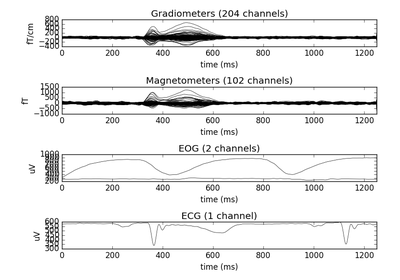 Gradiometers (204 channels)
fT/cm
800
600
400
200
0
−200
−400
0 200 400 600 800 1000 1200
time (ms)
Magnetometers (102 channels)
fT
1500
1000
500
0
−500
−1000
0 200 400 600 800 1000 1200
time (ms)
EOG (2 channels)
uV
1000
200
0 200 400 600 800 1000 1200
time (ms)
ECG (1 channel)
uV
600
550
500
450
400
350
300
0 200 400 600 800 1000 1200
time (ms)